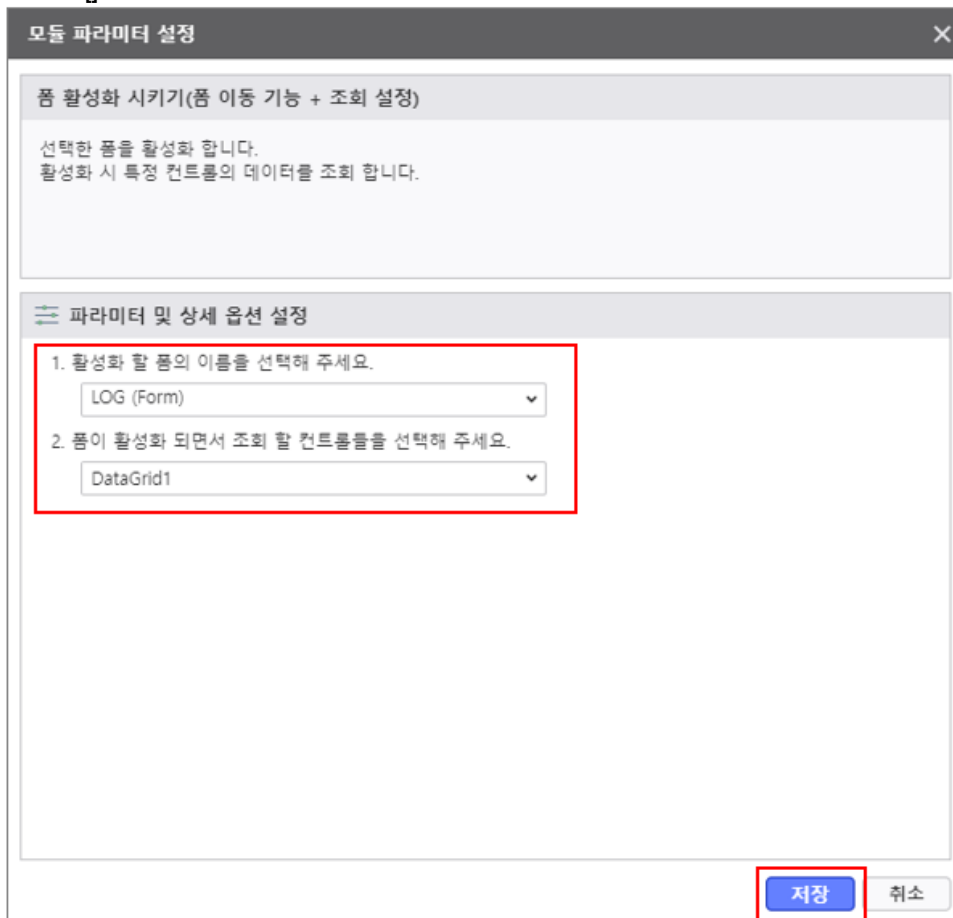 모듈 파라미터 설정
폼 활성화 시키기(폼 이동 기능 + 조회 설정)
선택한 폼을 활성화 합니다.
활성화 시 특정 컨트롤의 데이터를 조회 합니다.
파라미터 및 상세 옵션 설정
1. 활성화 할 폼의 이름을 선택해 주세요.
LOG (Form)
2. 폼이 활성화 되면서 조회 할 컨트롤들을 선택해 주세요.
DataGrid1
저장 취소